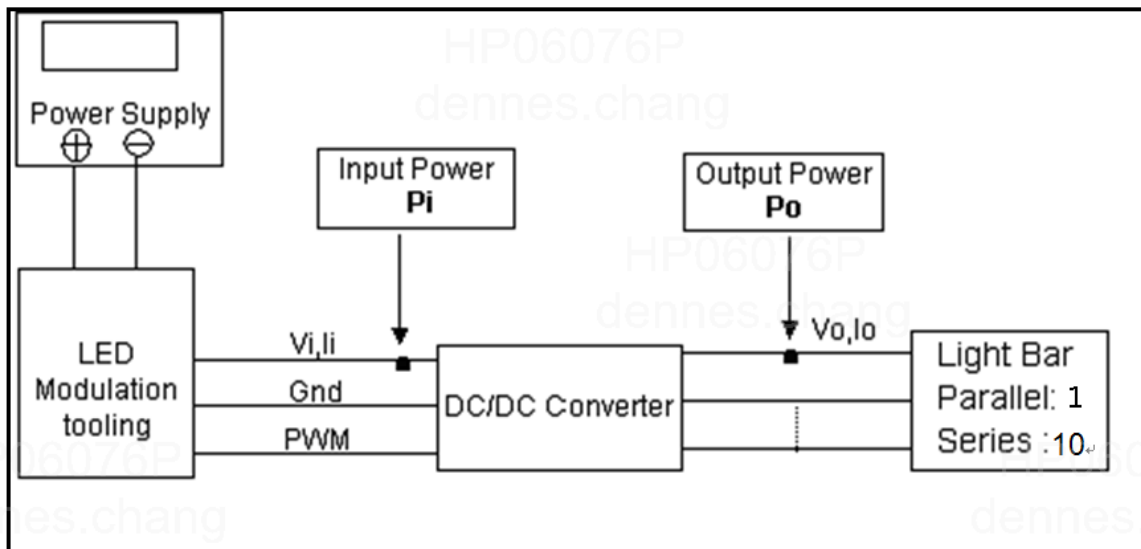 HP06076P
dennes.chang
Power Supply
Input Power
Pi
Output Power
Po
HP06076P
dennes.chang
LED
Modulation
tooling
Vi,Ii
Gnd
PWM
DC/DC Converter
Vo,Io
Light Bar
Parallel: 1
Series :10